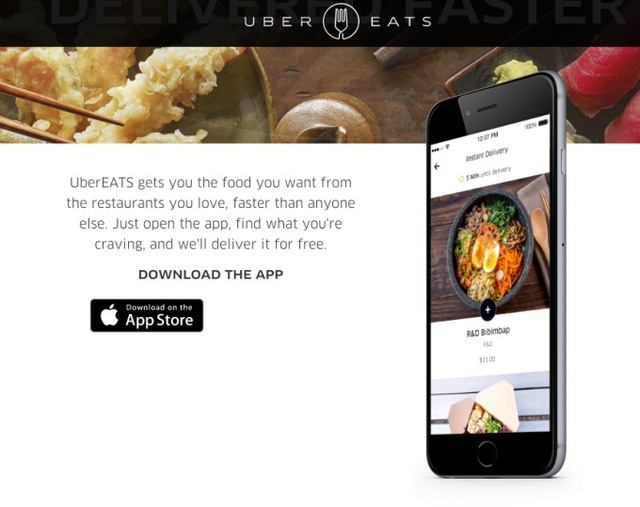 DELIVERED FASTER
UBER EATS
UberEATS gets you the food you want from
the restaurants you love, faster than anyone
else. Just open the app, find what you're
craving, and we'll deliver it for free.
DOWNLOAD THE APP
Download on the
App Store
12:07 PM
100%
Instant Delivery
5 MIN until delivery
R&D Bibimbap
R&D
$11.00